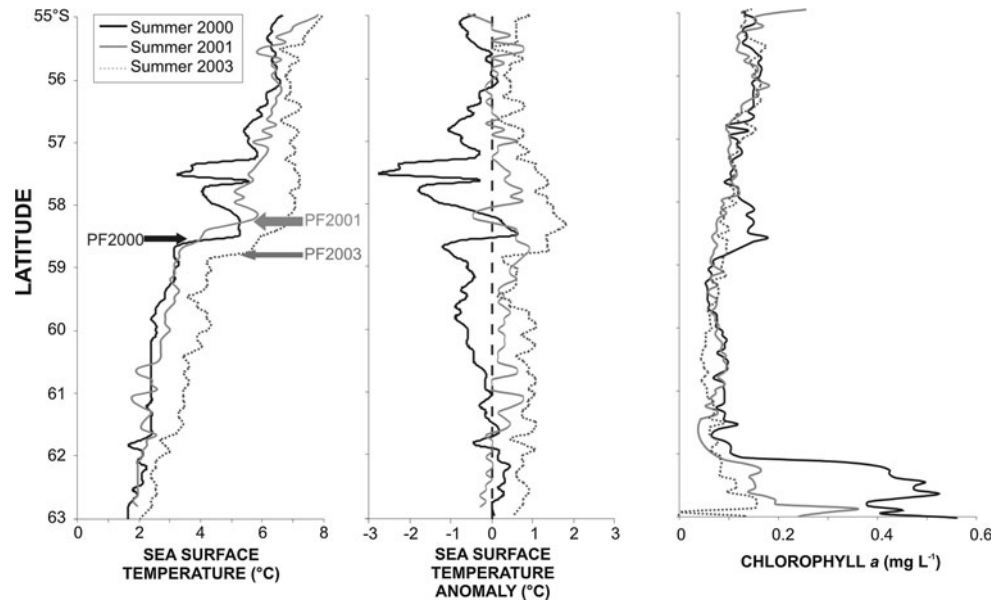 55°S
56
57
58
59
60
61
62
63
LATITUDE
Summer 2000
Summer 2001
Summer 2003
PF2001
PF2000
PF2003
0 2 4 6 8
SEA SURFACE
TEMPERATURE (°C)
-3 -2 -1 0 1 2 3
SEA SURFACE
TEMPERATURE
ANOMALY (°C)
0 0.2 0.4 0.6
CHLOROPHYLL a (mg L⁻¹)